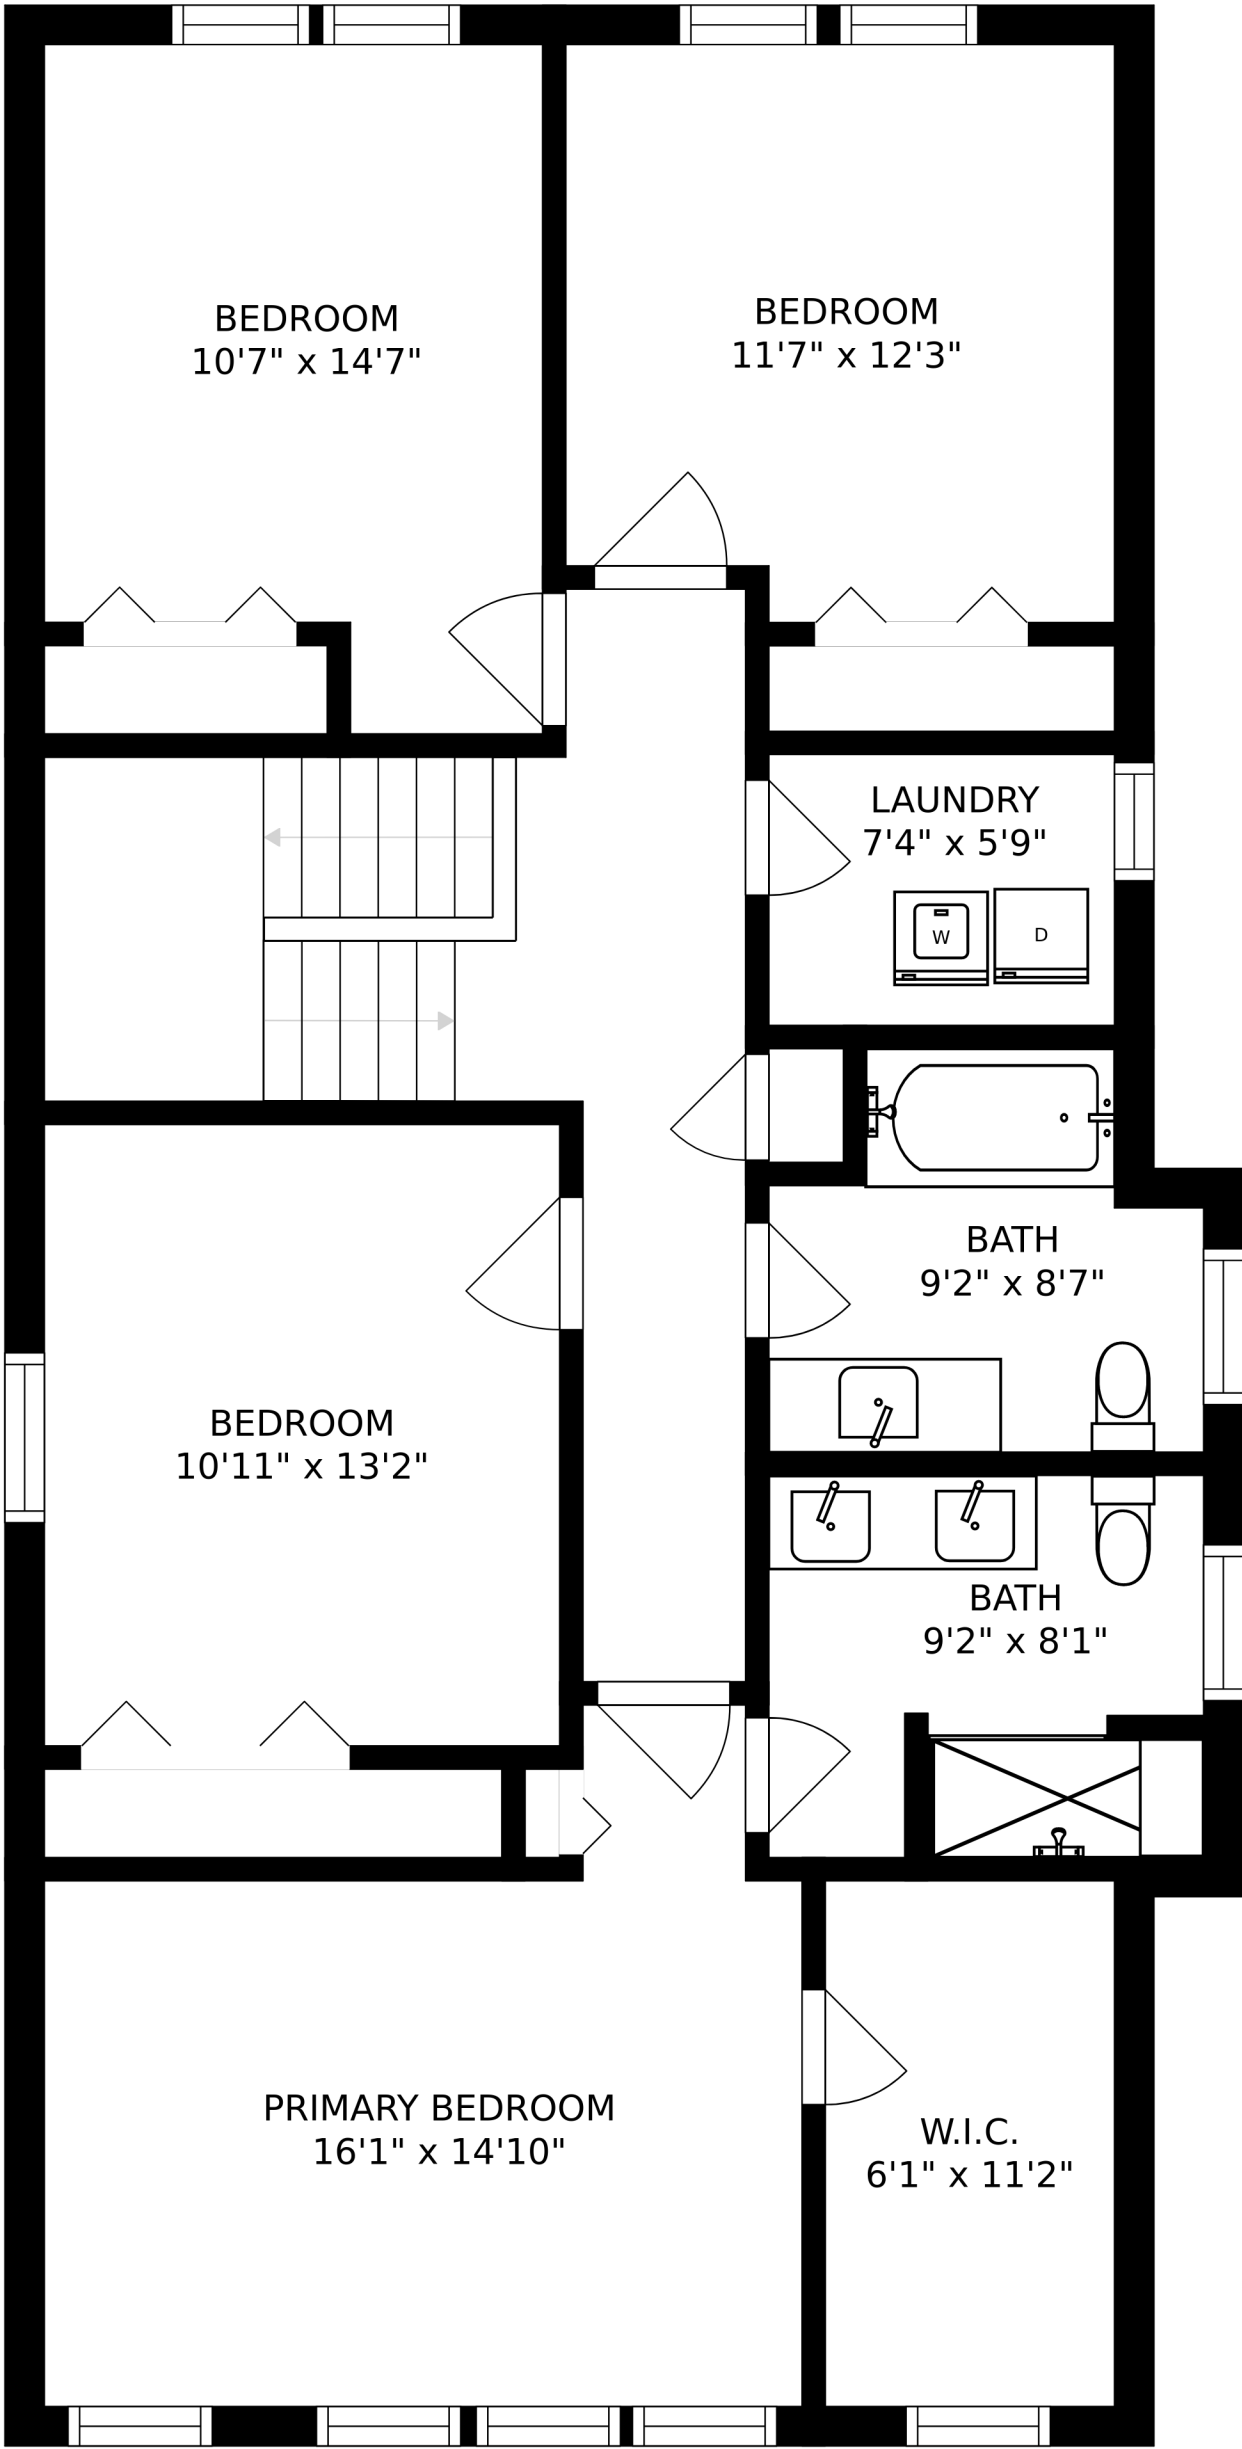 BEDROOM
10'7" x 14'7"
BEDROOM
11'7" x 12'3"
LAUNDRY
7'4" x 5'9"
W
D
BATH
9'2" x 8'7"
BEDROOM
10'11" x 13'2"
BATH
9'2" x 8'1"
PRIMARY BEDROOM
16'1" x 14'10"
W.I.C.
6'1" x 11'2"